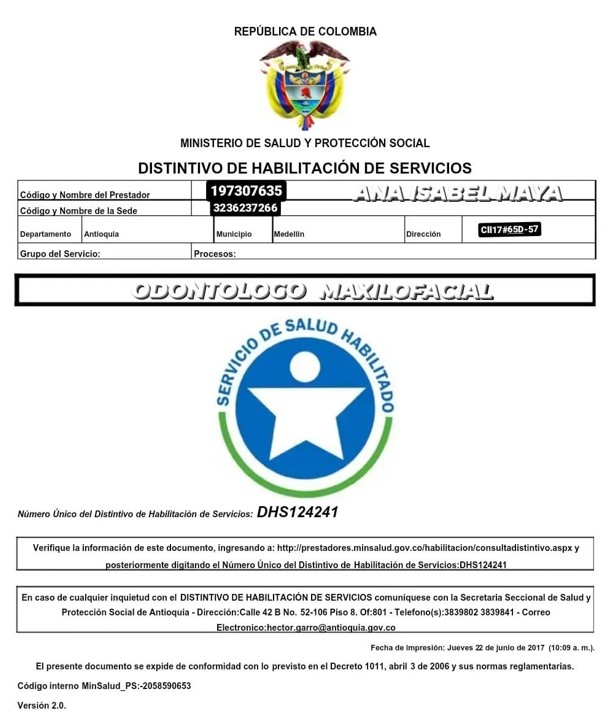 REPÚBLICA DE COLOMBIA
MINISTERIO DE SALUD Y PROTECCIÓN SOCIAL
DISTINTIVO DE HABILITACIÓN DE SERVICIOS
Código y Nombre del Prestador 197307635 ANA ISABEL MAYA
Código y Nombre de la Sede 3236237266
Departamento Antioquia Municipio Medellin Dirección Cll17#65D-57
Grupo del Servicio: Procesos:
ODONTOLOGO MAXILOFACIAL
SERVICIO DE SALUD HABILITADO
Número Único del Distintivo de Habilitación de Servicios: DHS124241
Verifique la información de este documento, ingresando a: http://prestadores.minsalud.gov.co/habilitacion/consultadistintivo.aspx y
posteriormente digitando el Número Único del Distintivo de Habilitación de Servicios:DHS124241
En caso de cualquier inquietud con el DISTINTIVO DE HABILITACIÓN DE SERVICIOS comuniquese con la Secretaria Seccional de Salud y
Protección Social de Antioquia - Dirección:Calle 42 B No. 52-106 Piso 8. Of:801 - Telefono(s):3839802 3839841 - Correo
Electronico:hector.garro@antioquia.gov.co
Fecha de impresión: Jueves 22 de junio de 2017 (10:09 a. m.).
El presente documento se expide de conformidad con lo previsto en el Decreto 1011, abril 3 de 2006 y sus normas reglamentarias.
Código interno MinSalud_PS:-2058590653
Versión 2.0.